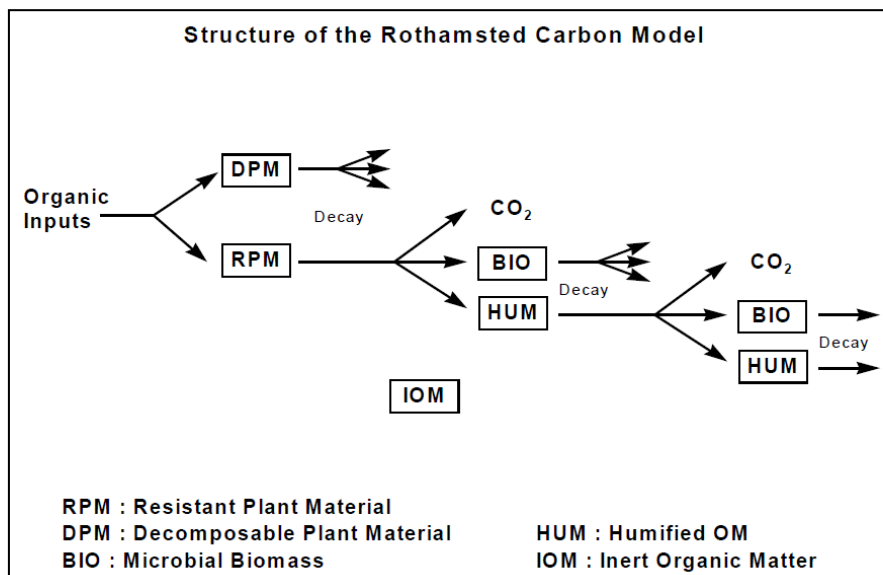 Structure of the Rothamsted Carbon Model
DPM
Organic
Inputs
Decay
RPM
CO₂
BIO
HUM
Decay
CO₂
BIO
Decay
HUM
IOM
RPM : Resistant Plant Material
DPM : Decomposable Plant Material
BIO : Microbial Biomass
HUM : Humified OM
IOM : Inert Organic Matter